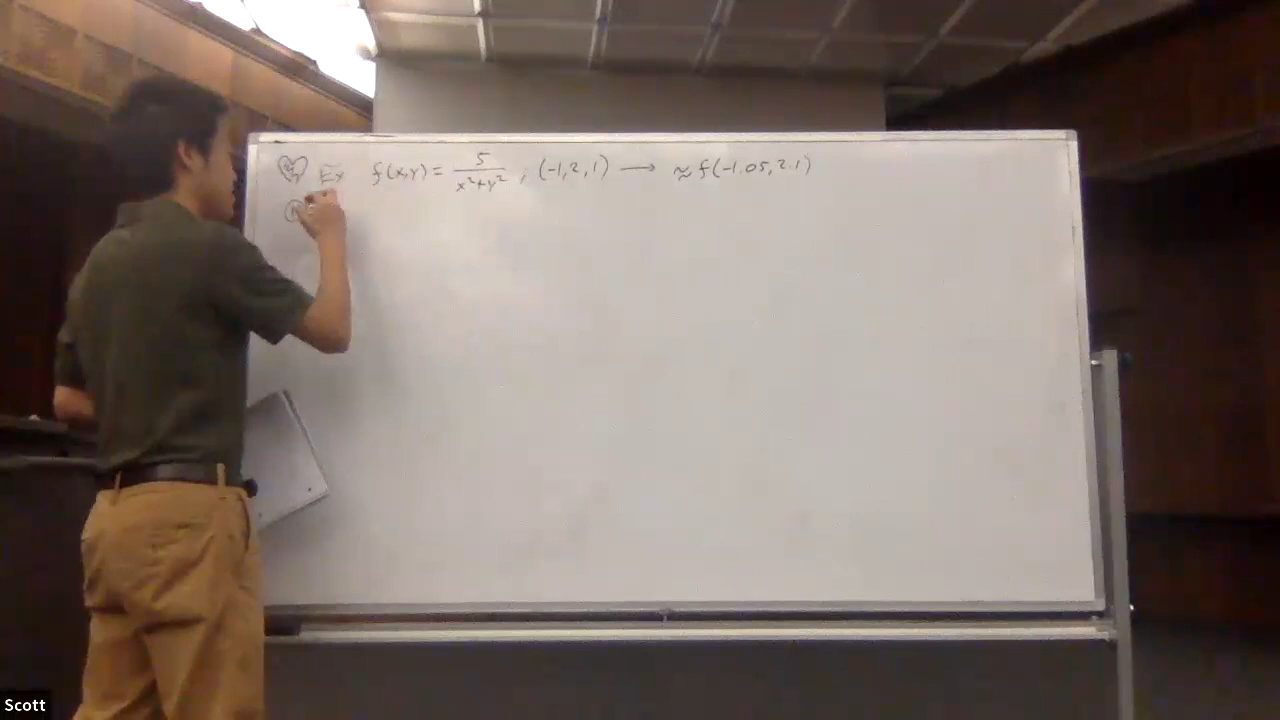 Ex f(x,y) = 5/(x²+y²) ; (-1,2,1) → ≈ f(-1.05, 2.1)
Scott